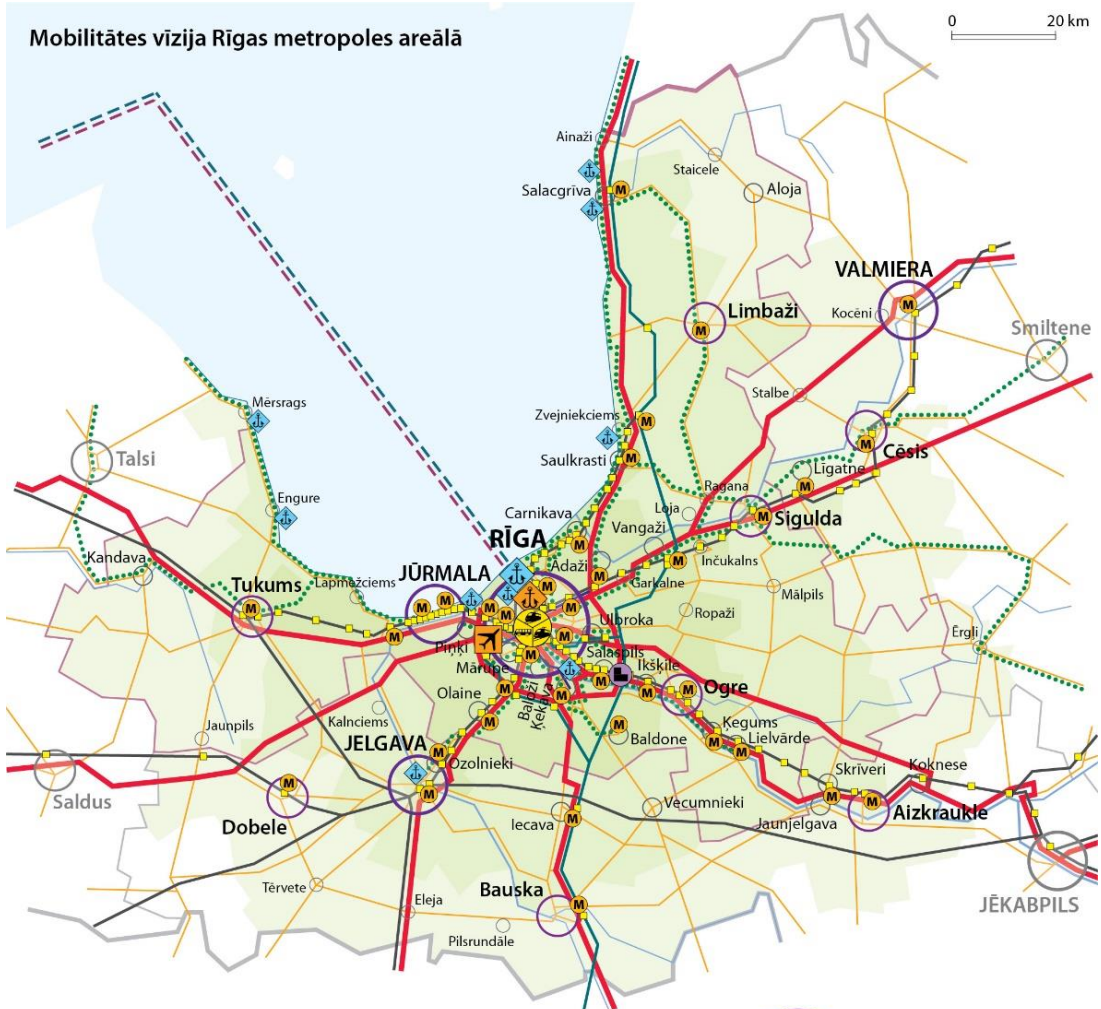 Mobilitātes vīzija Rīgas metropoles areālā
0 20 km
Ainaži
Staicele
Salacgrīva
M
Aloja
VALMIERA
M
Kocēni
Limbaži
M
Smiltene
Mērsrags
Stalbe
Zvejniekciems
M
Cēsis
M
Talsi
Saulkrasti
M
Līgatne
M
Engure
Ragana
Carnikava
Loja
Sigulda
M
Vangaži
RĪGA
M
Kandava
Ādaži
M
Inčukalns
M
Garkalne
JŪRMALA
Lapmežciems
Tukums
M
M
M
M
M
M
M
M
M
Mālpils
Ropaži
Ulbroka
M
Ērgļi
Piņķi
M
Salaspils
M
Mārupe
Ikšķile
M
Ogre
M
Olaine
M
M
Baloži
Ķekava
M
Kalnciems
Jaunpils
Baldone
M
Ķegums
M
Lielvārde
M
JELGAVA
M
Ozolnieki
M
Saldus
Dobele
M
Skrīveri
M
Koknese
Vecumnieki
Iecava
M
Jaunjelgava
Aizkraukle
M
Tērvete
Eleja
Bauska
M
JĒKABPILS
Pilsrundāle